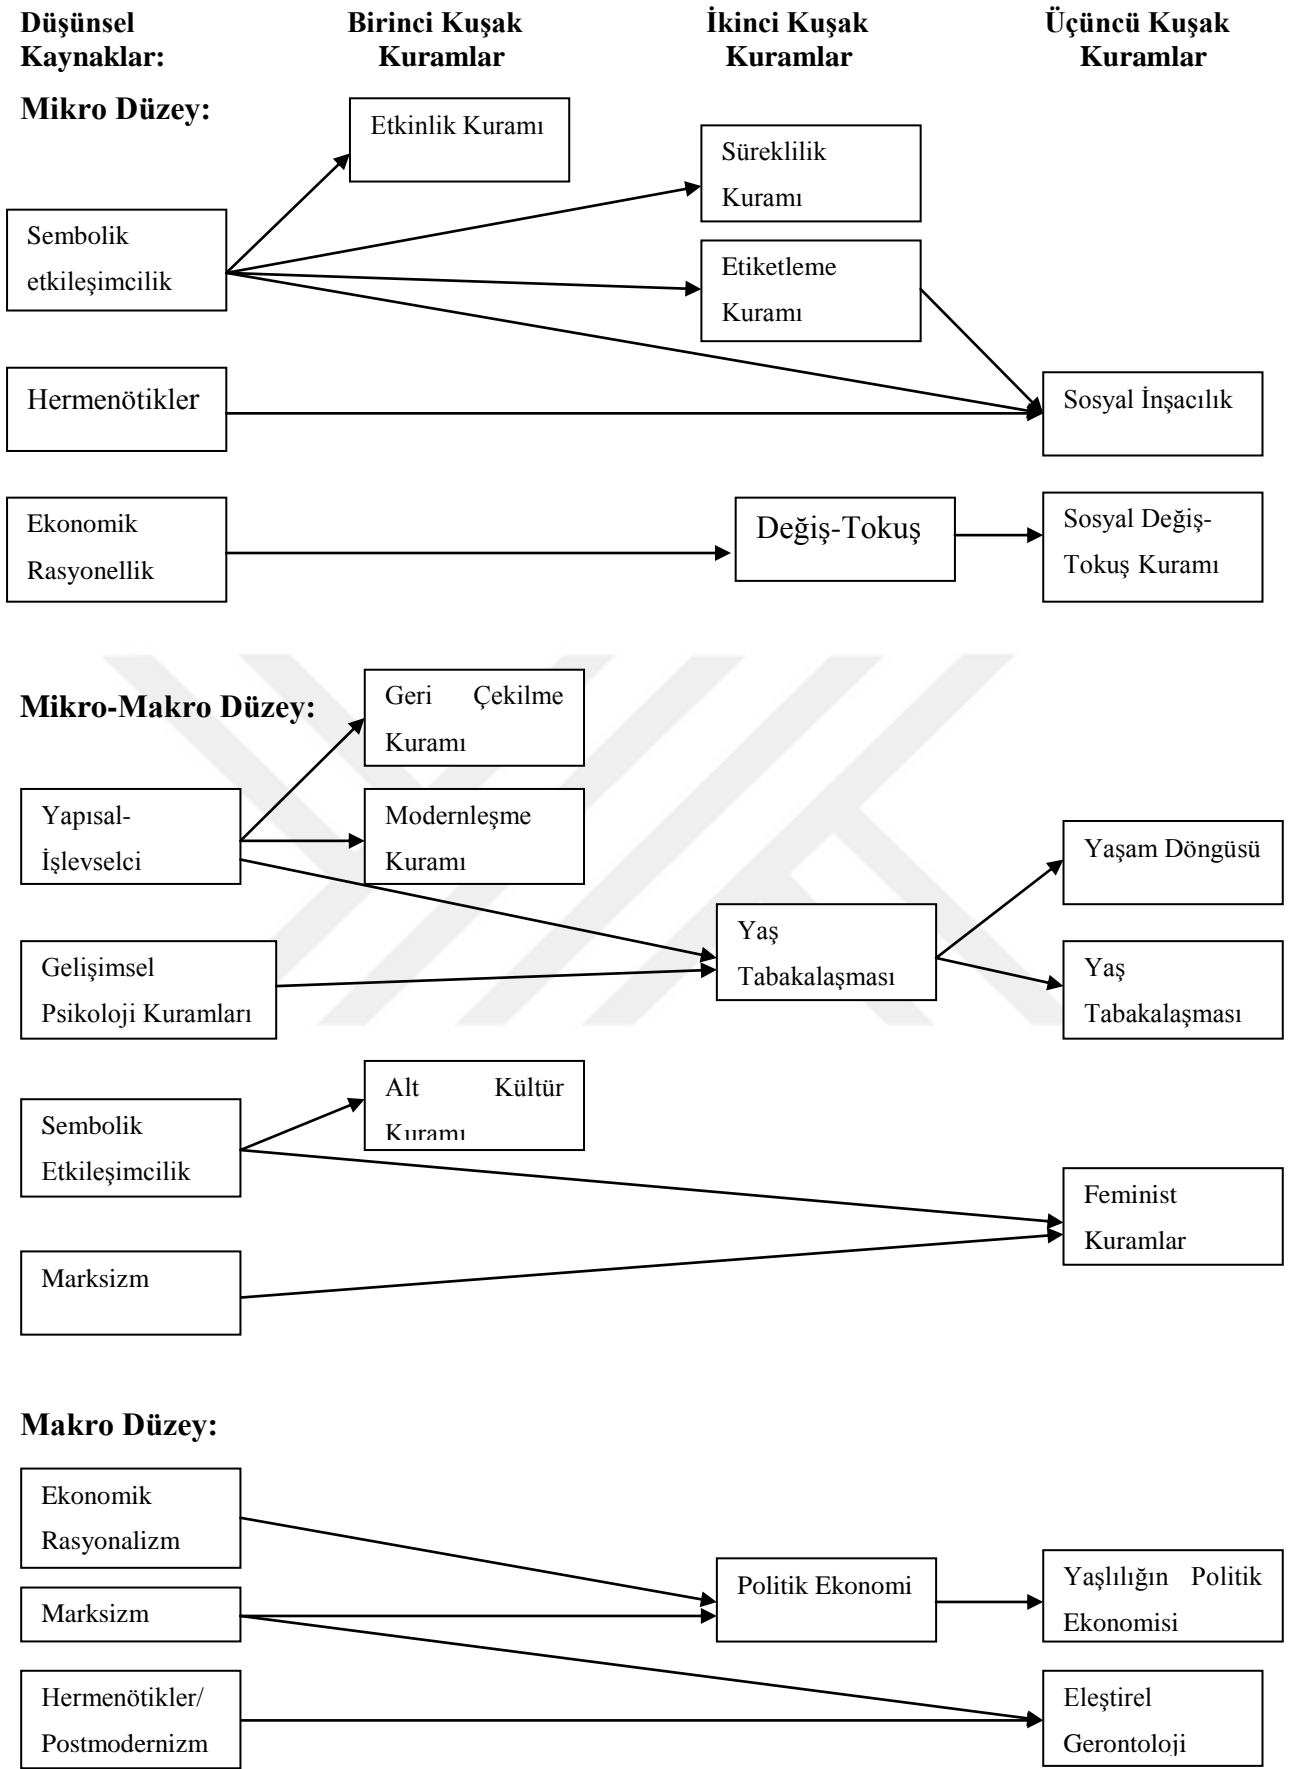 Düşünsel
Kaynaklar:
Birinci Kuşak
Kuramlar
İkinci Kuşak
Kuramlar
Üçüncü Kuşak
Kuramlar
Mikro Düzey:
Etkinlik Kuramı
Süreklilik
Kuramı
Sembolik
etkileşimcilik
Etiketleme
Kuramı
Hermenötikler
Sosyal İnşacılık
Ekonomik
Rasyonellik
Değiş-Tokuş
Sosyal Değiş-
Tokuş Kuramı
Mikro-Makro Düzey:
Geri Çekilme
Kuramı
Yapısal-
İşlevselci
Modernleşme
Kuramı
Yaşam Döngüsü
Yaş
Tabakalaşması
Gelişimsel
Psikoloji Kuramları
Yaş
Tabakalaşması
Alt Kültür
Kuramı
Sembolik
Etkileşimcilik
Feminist
Kuramlar
Marksizm
Makro Düzey:
Ekonomik
Rasyonalizm
Politik Ekonomi
Yaşlılığın Politik
Ekonomisi
Marksizm
Hermenötikler/
Postmodernizm
Eleştirel
Gerontoloji